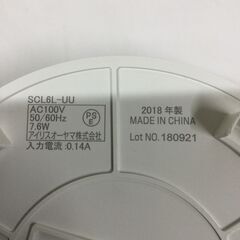 SCL6L-UU
AC100V
50/60Hz
7.6W
PSE
アイリスオーヤマ株式会社
入力電流:0.14A
2018 年製
MADE IN CHINA
Lot NO. 180921